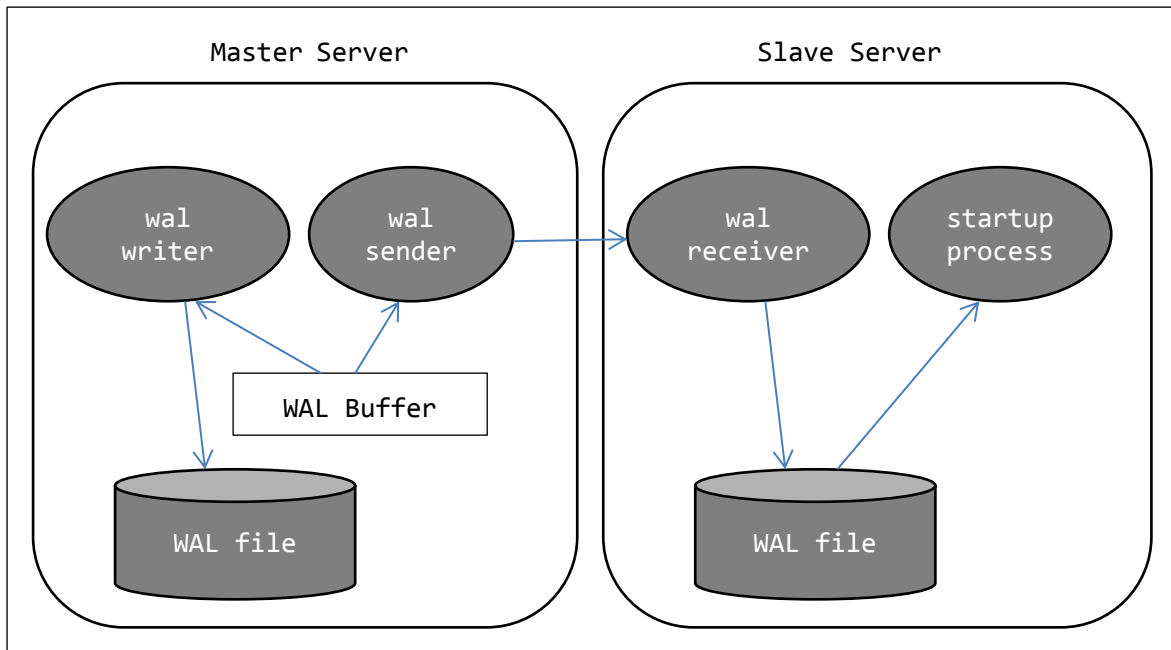 Master Server
Slave Server
wal
writer
wal
sender
wal
receiver
startup
process
WAL Buffer
WAL file
WAL file